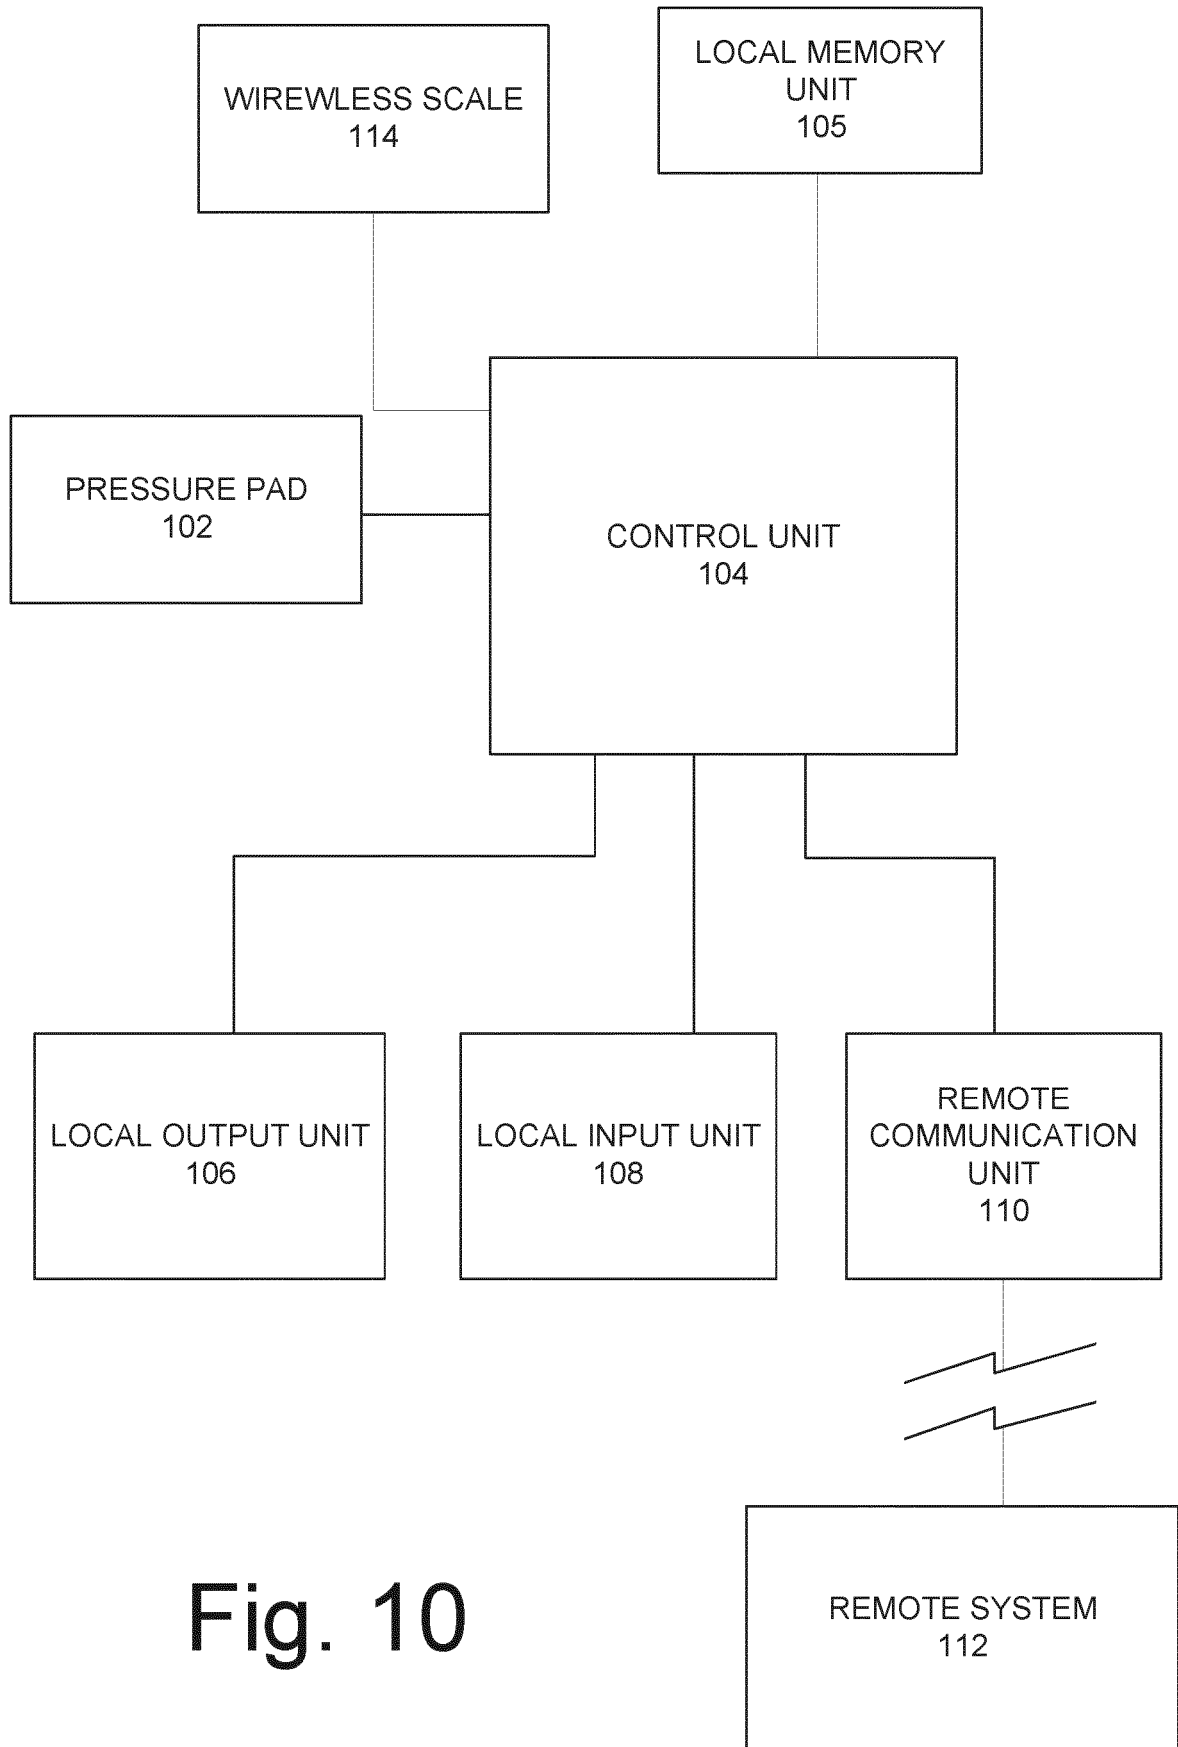 WIREWLESS SCALE
114
LOCAL MEMORY
UNIT
105
PRESSURE PAD
102
CONTROL UNIT
104
LOCAL OUTPUT UNIT
106
LOCAL INPUT UNIT
108
REMOTE
COMMUNICATION
UNIT
110
REMOTE SYSTEM
112
Fig. 10